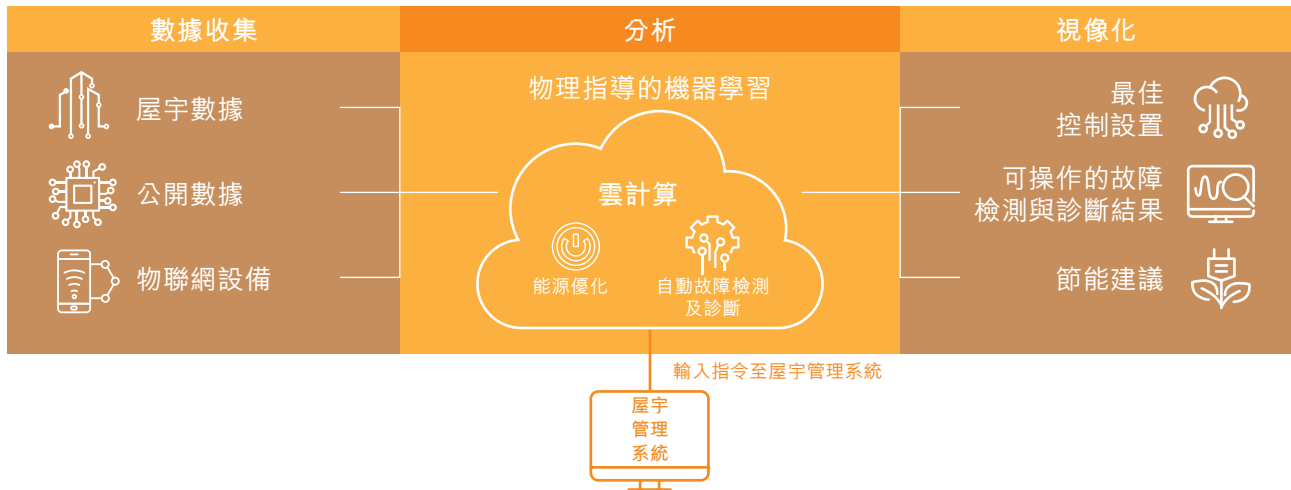 數據收集
屋宇數據
公開數據
物聯網設備
分析
物理指導的機器學習
雲計算
能源優化
自動故障檢測
及診斷
視像化
最佳
控制設置
可操作的故障
檢測與診斷結果
節能建議
輸入指令至屋宇管理系統
屋宇
管理
系統